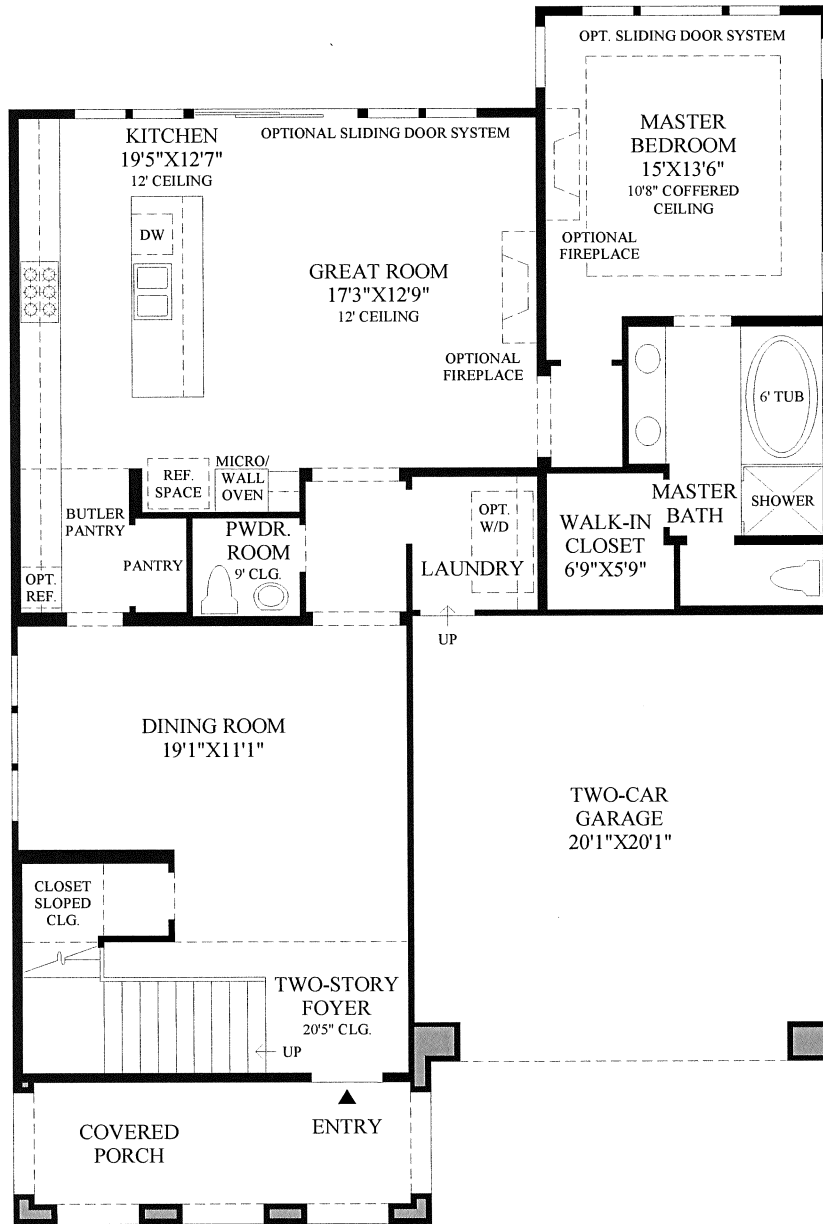 OPT. SLIDING DOOR SYSTEM
KITCHEN
19'5"X12'7"
12' CEILING
OPTIONAL SLIDING DOOR SYSTEM
MASTER
BEDROOM
15'X13'6"
10'8" COFFERED
CEILING
DW
OPTIONAL
FIREPLACE
GREAT ROOM
17'3"X12'9"
12' CEILING
OPTIONAL
FIREPLACE
6' TUB
REF.
SPACE
MICRO/
WALL
OVEN
BUTLER
PANTRY
PWDR.
ROOM
9' CLG.
OPT.
W/D
LAUNDRY
WALK-IN
CLOSET
6'9"X5'9"
MASTER
BATH
SHOWER
PANTRY
OPT.
REF.
UP
DINING ROOM
19'1"X11'1"
TWO-CAR
GARAGE
20'1"X20'1"
CLOSET
SLOPED
CLG.
TWO-STORY
FOYER
20'5" CLG.
UP
ENTRY
COVERED
PORCH